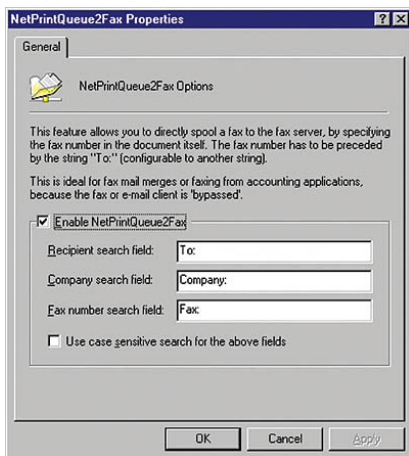 NetPrintQueue2Fax Properties
General
NetPrintQueue2Fax Options
This feature allows you to directly spool a fax to the fax server, by specifying
the fax number in the document itself. The fax number has to be preceded
by the string "To:" (configurable to another string).
This is ideal for fax mail merges or faxing from accounting applications,
because the fax or e-mail client is 'bypassed'.
Enable NetPrintQueue2Fax
Recipient search field: To:
Company search field: Company:
Fax number search field: Fax:
Use case sensitive search for the above fields
OK Cancel Apply